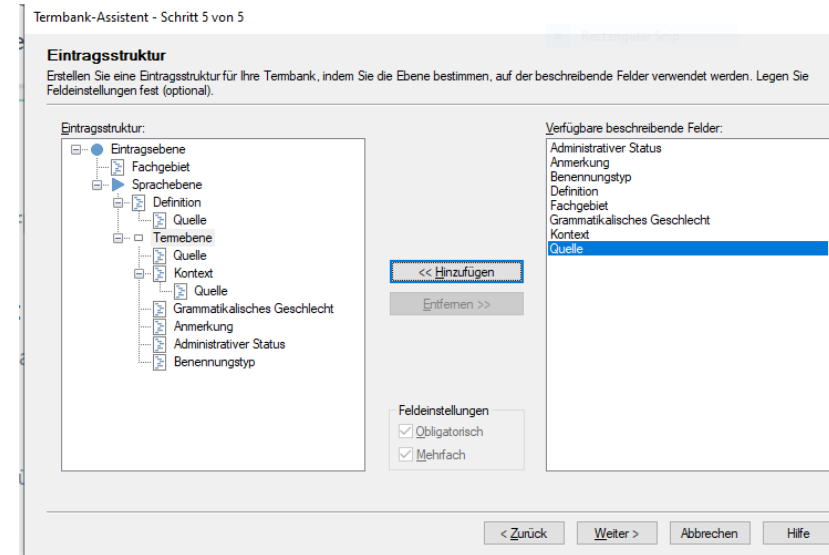 Termbank-Assistent - Schritt 5 von 5
Rectangular Snip
Eintragsstruktur
Erstellen Sie eine Eintragsstruktur für Ihre Termbank, indem Sie die Ebene bestimmen, auf der beschreibende Felder verwendet werden. Legen Sie
Feldeinstellungen fest (optional).
Eintragsstruktur:
Eintragsebene
Fachgebiet
Sprachebene
Definition
Quelle
Termebene
Quelle
Kontext
Quelle
Grammatikalisches Geschlecht
Anmerkung
Administrativer Status
Benennungstyp
<< Hinzufügen
Entfernen >>
Feldeinstellungen
Obligatorisch
Mehrfach
Verfügbare beschreibende Felder:
Administrativer Status
Anmerkung
Benennungstyp
Definition
Fachgebiet
Grammatikalisches Geschlecht
Kontext
Quelle
< Zurück
Weiter >
Abbrechen
Hilfe